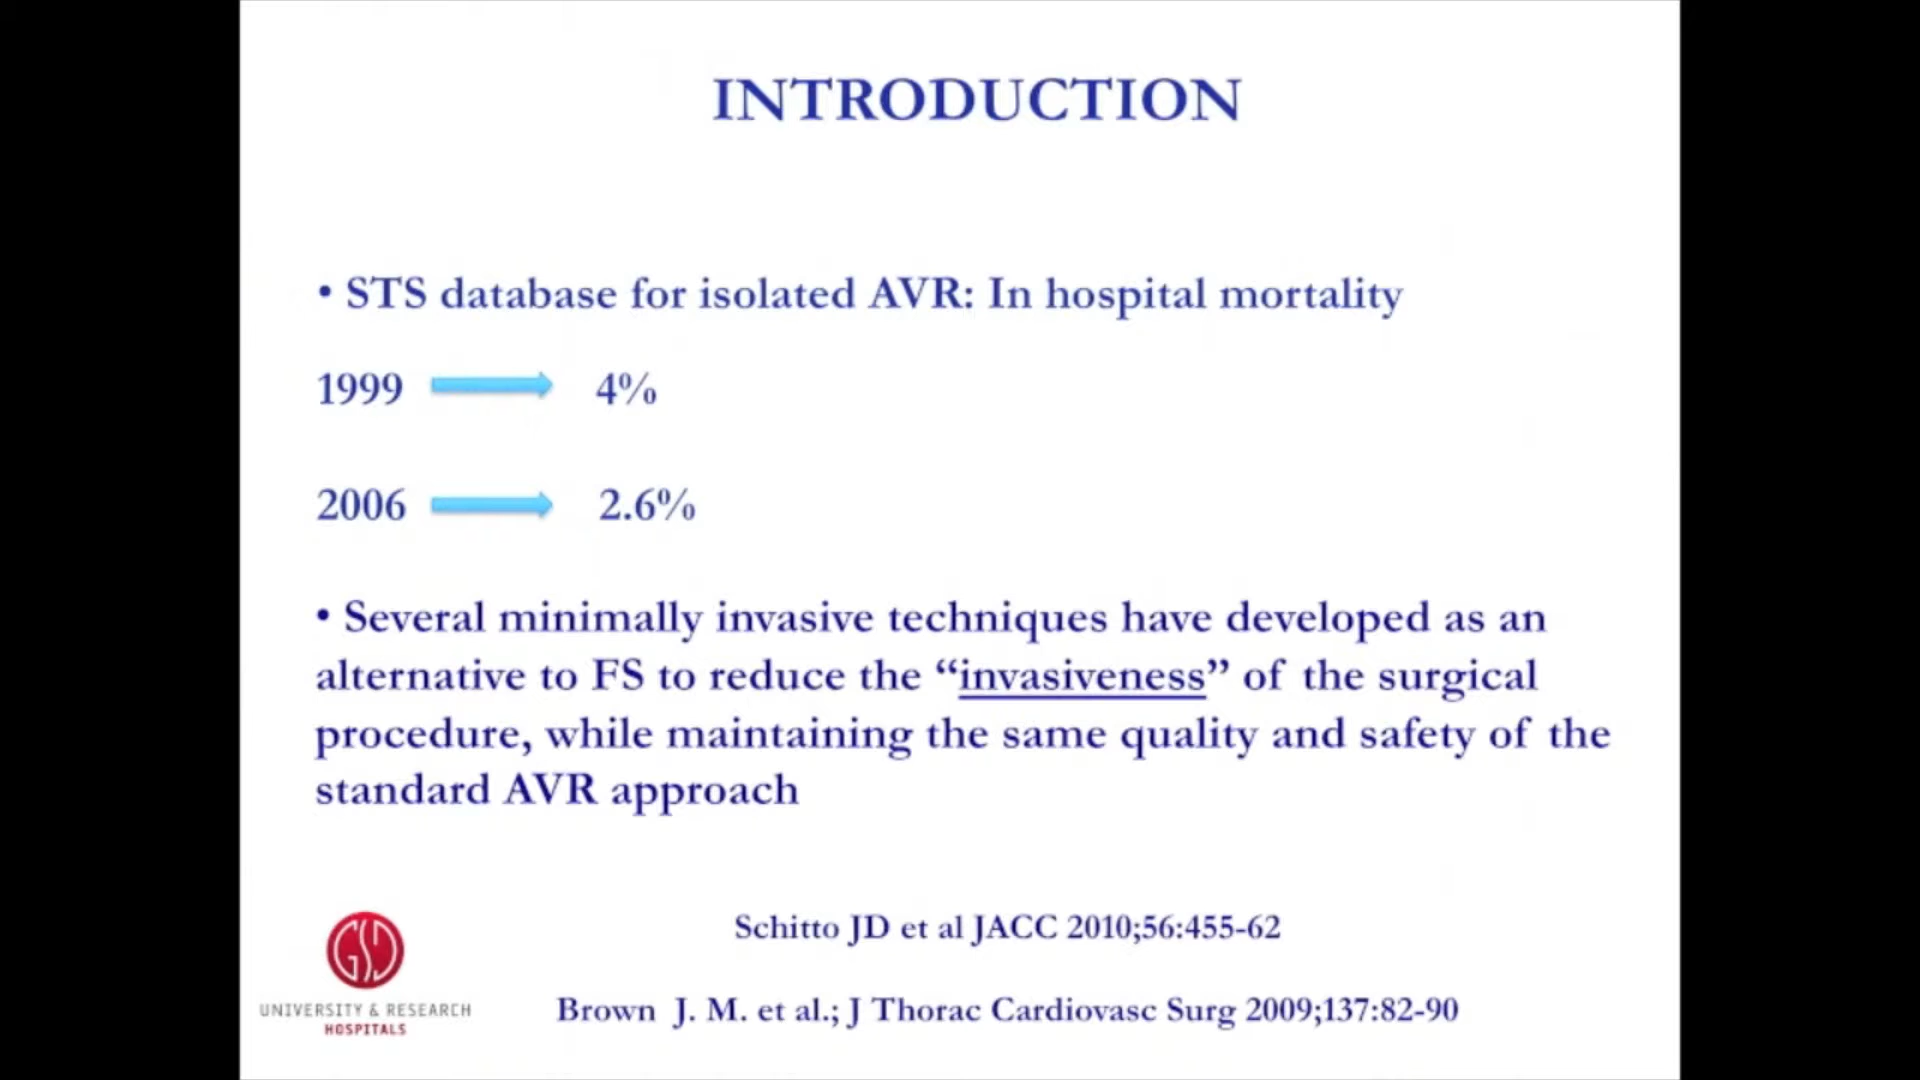 INTRODUCTION
• STS database for isolated AVR: In hospital mortality
1999 4%
2006 2.6%
• Several minimally invasive techniques have developed as an
alternative to FS to reduce the “invasiveness” of the surgical
procedure, while maintaining the same quality and safety of the
standard AVR approach
Schitto JD et al JACC 2010;56:455-62
GSD
UNIVERSITY & RESEARCH
HOSPITALS
Brown J. M. et al.; J Thorac Cardiovasc Surg 2009;137:82-90